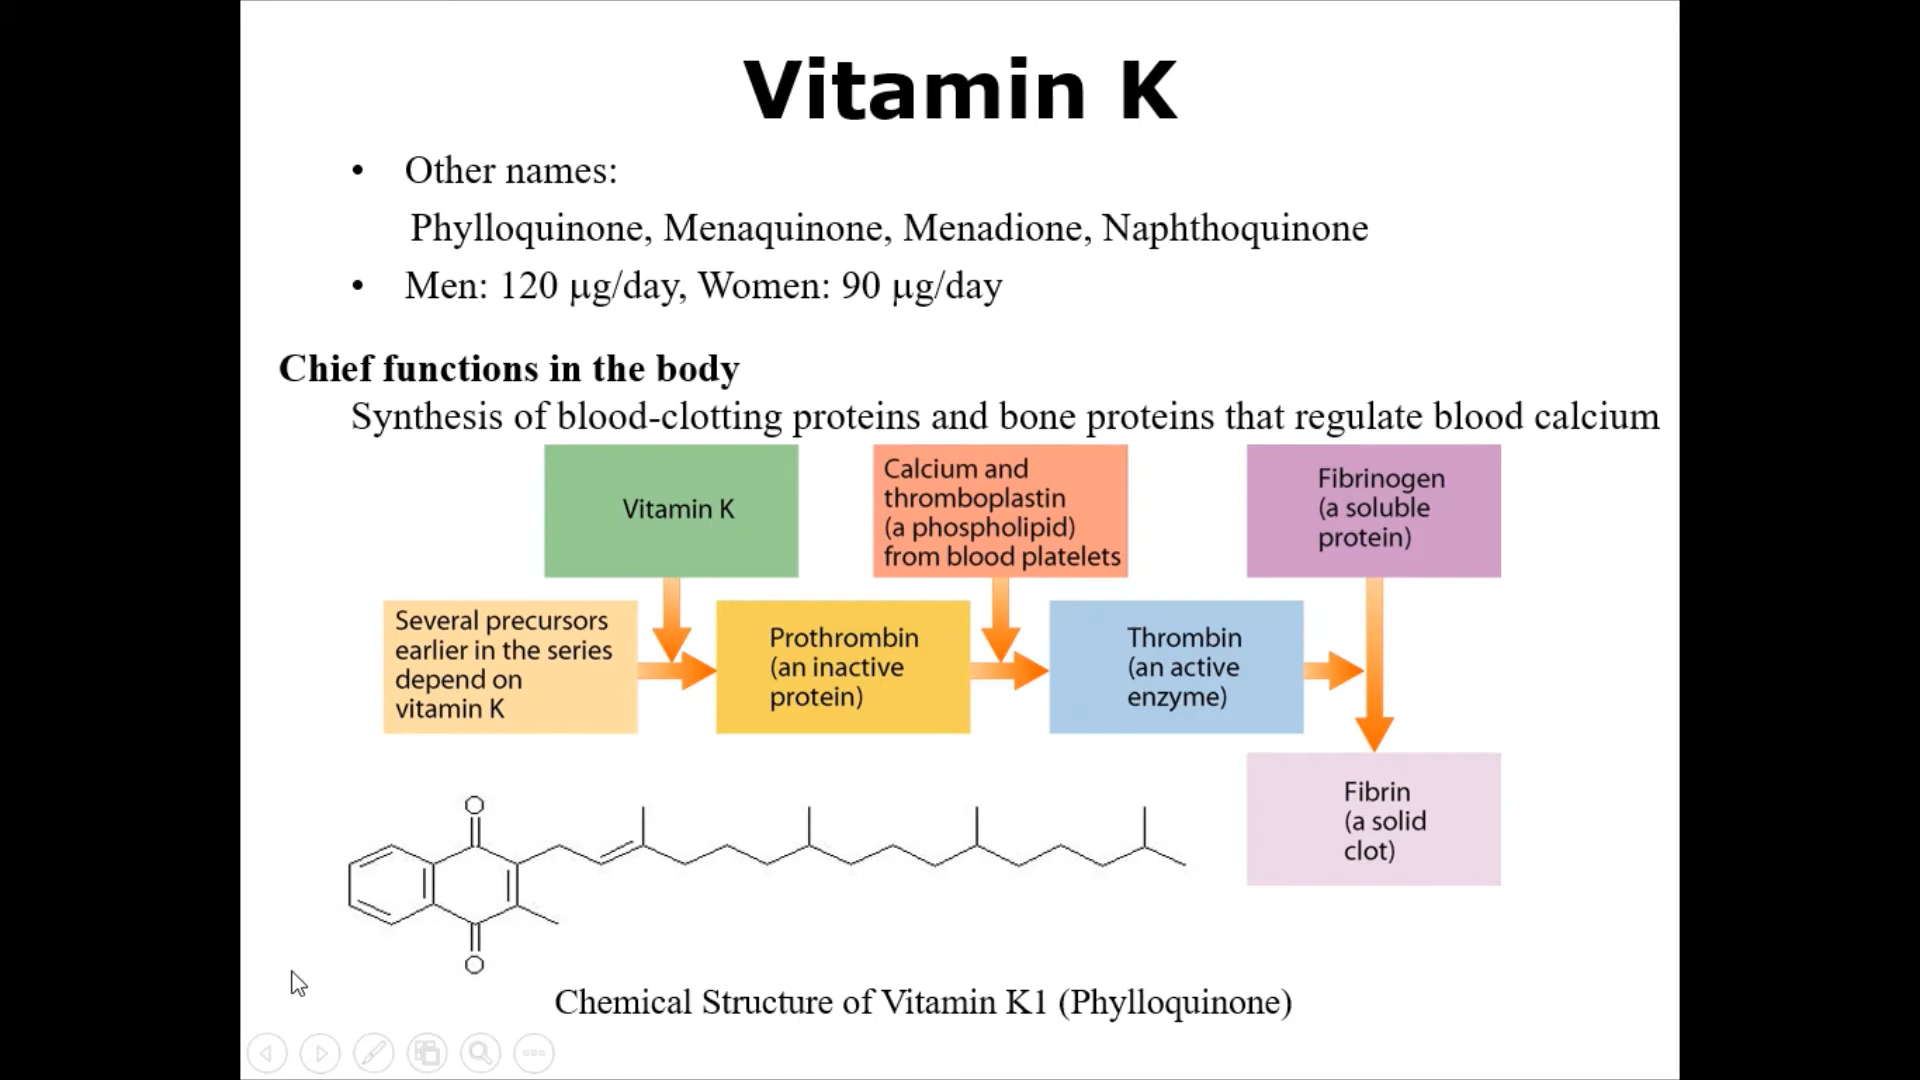 Vitamin K
• Other names:
Phylloquinone, Menaquinone, Menadione, Naphthoquinone
• Men: 120 µg/day, Women: 90 µg/day
Chief functions in the body
Synthesis of blood-clotting proteins and bone proteins that regulate blood calcium
Vitamin K
Calcium and
thromboplastin
(a phospholipid)
from blood platelets
Fibrinogen
(a soluble
protein)
Several precursors
earlier in the series
depend on
vitamin K
Prothrombin
(an inactive
protein)
Thrombin
(an active
enzyme)
Fibrin
(a solid
clot)
O
O
Chemical Structure of Vitamin K1 (Phylloquinone)